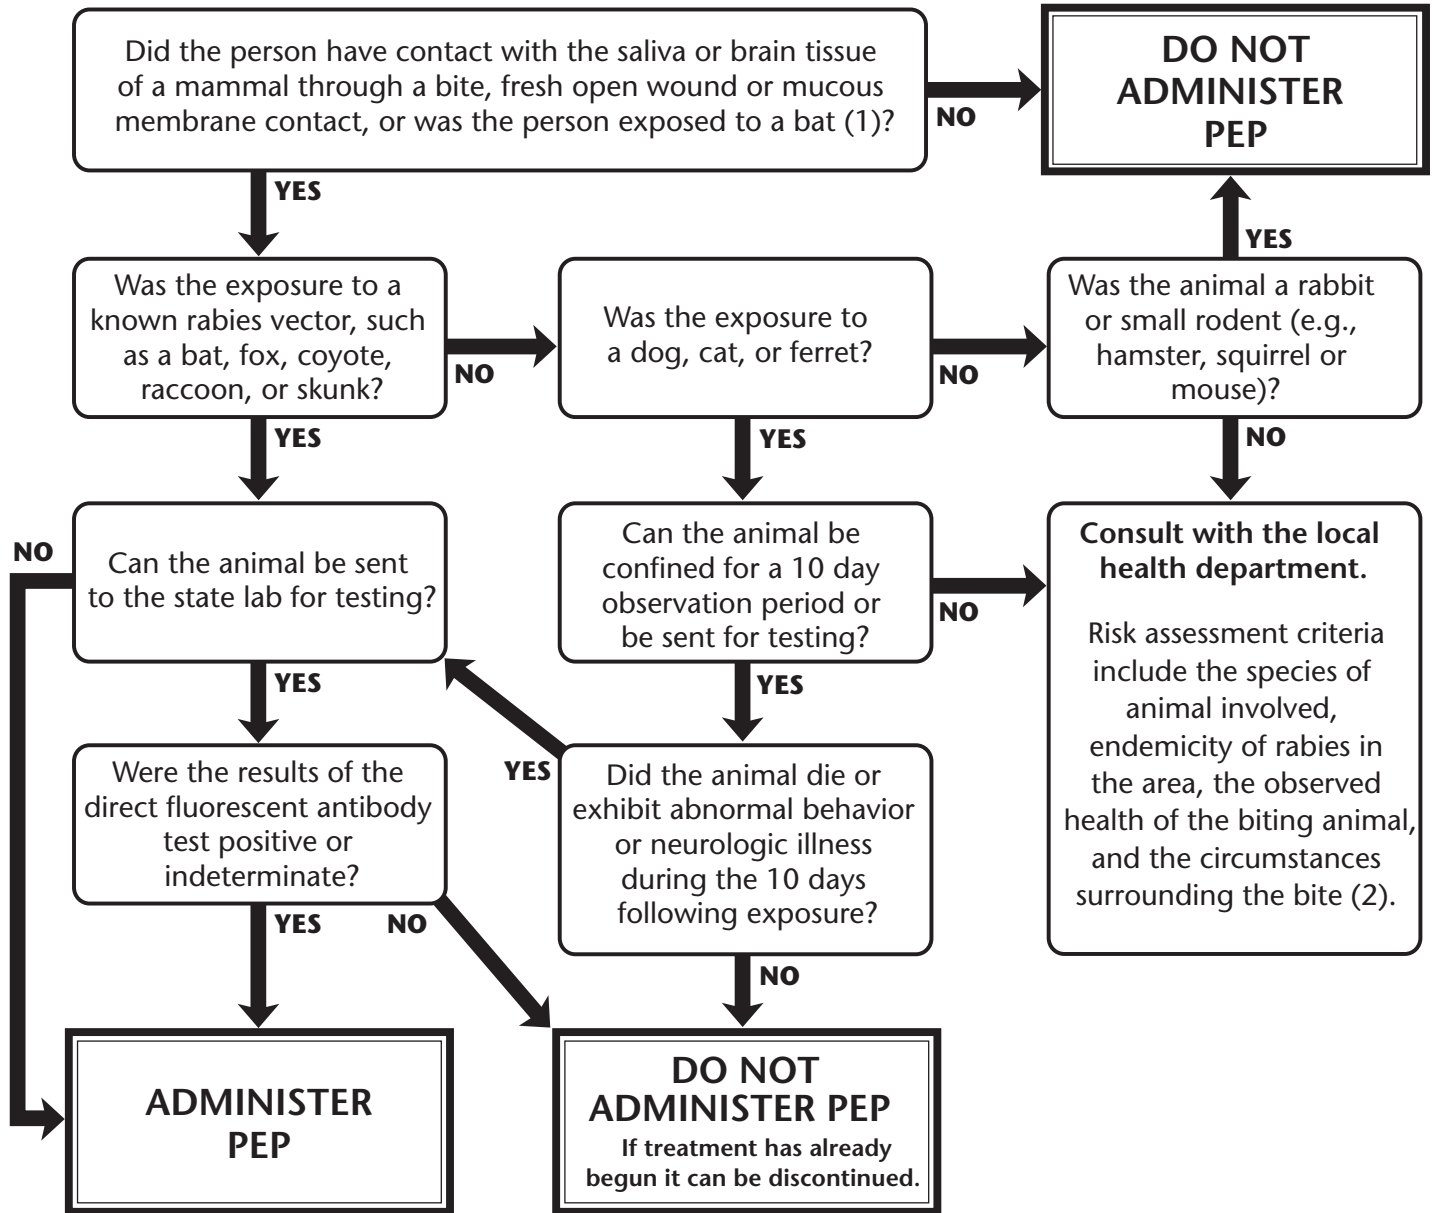 Did the person have contact with the saliva or brain tissue
of a mammal through a bite, fresh open wound or mucous
membrane contact, or was the person exposed to a bat (1)?
NO
DO NOT
ADMINISTER
PEP
YES
YES
Was the exposure to a
known rabies vector, such
as a bat, fox, coyote,
raccoon, or skunk?
NO
Was the exposure to
a dog, cat, or ferret?
NO
Was the animal a rabbit
or small rodent (e.g.,
hamster, squirrel or
mouse)?
YES
YES
NO
NO
Can the animal be sent
to the state lab for testing?
Can the animal be
confined for a 10 day
observation period or
be sent for testing?
NO
Consult with the local
health department.
Risk assessment criteria
include the species of
animal involved,
endemicity of rabies in
the area, the observed
health of the biting animal,
and the circumstances
surrounding the bite (2).
YES
YES
Were the results of the
direct fluorescent antibody
test positive or
indeterminate?
YES
Did the animal die or
exhibit abnormal behavior
or neurologic illness
during the 10 days
following exposure?
YES
NO
NO
ADMINISTER
PEP
DO NOT
ADMINISTER PEP
If treatment has already
begun it can be discontinued.